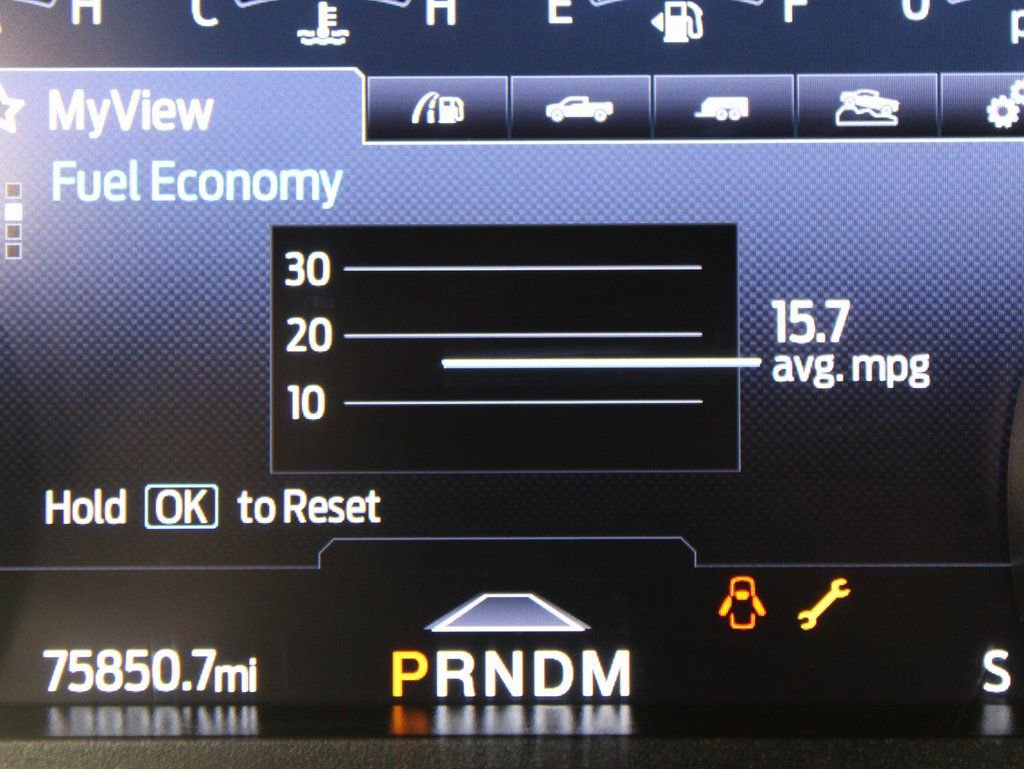 H C H E F
MyView
Fuel Economy
30
20
10
15.7
avg. mpg
Hold OK to Reset
75850.7mi
PRNDM
S